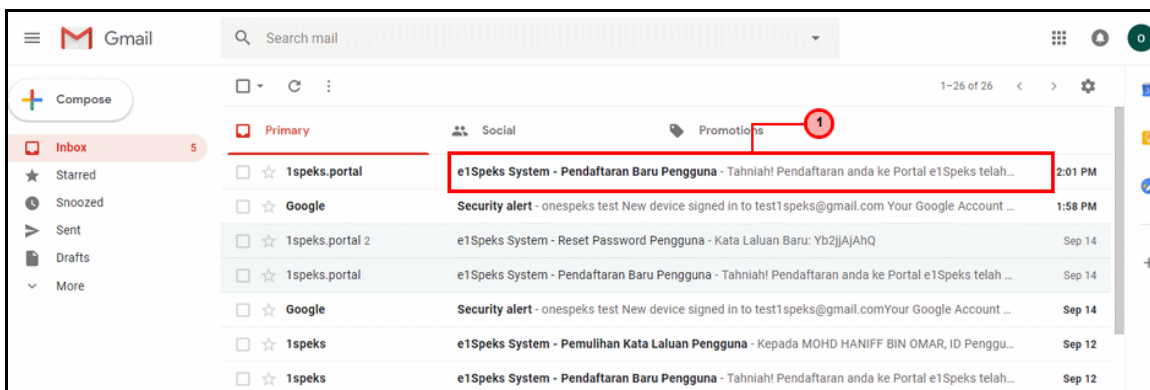 Gmail
Search mail
Compose
1-26 of 26
Primary
Social
Promotions
1
Inbox 5
Starred
Snoozed
Sent
Drafts
More
1speks.portal e1Speks System - Pendaftaran Baru Pengguna - Tahniah! Pendaftaran anda ke Portal e1Speks telah... 2:01 PM
Google Security alert - onespeks test New device signed in to test1speks@gmail.com Your Google Account ... 1:58 PM
1speks.portal 2 e1Speks System - Reset Password Pengguna - Kata Laluan Baru: Yb2jjAjAhQ Sep 14
1speks.portal e1Speks System - Pendaftaran Baru Pengguna - Tahniah! Pendaftaran anda ke Portal e1Speks telah ... Sep 14
Google Security alert - onespeks test New device signed in to test1speks@gmail.comYour Google Account ... Sep 14
1speks e1Speks System - Pemulihan Kata Laluan Pengguna - Kepada MOHD HANIFF BIN OMAR, ID Penggu... Sep 12
1speks e1Speks System - Pendaftaran Baru Pengguna - Tahniah! Pendaftaran anda ke Portal e1Speks telah... Sep 12